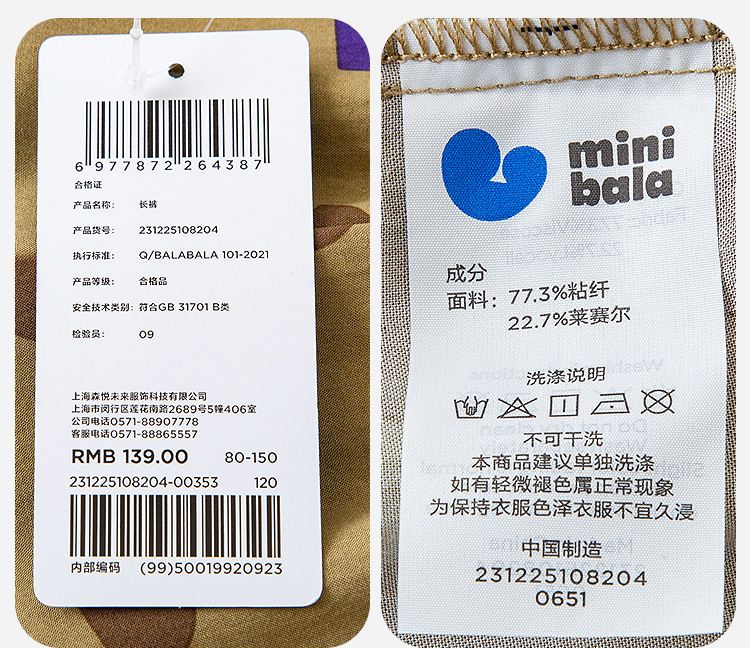 6 977872 264387
合格证
产品名称： 长裤
产品货号： 231225108204
执行标准： Q/BALABALA 101-2021
产品等级： 合格品
安全技术类别：符合GB 31701 B类
检验员： 09
上海森悦未来服饰科技有限公司
上海市闵行区莲花南路2689号5幢406室
公司电话0571-88907778
客服电话0571-88865557
RMB 139.00 80-150
231225108204-00353 120
内部编码 (99)50019920923
mini
bala
成分
面料：77.3%粘纤
22.7%莱赛尔
洗涤说明
不可干洗
本商品建议单独洗涤
如有轻微褪色属正常现象
为保持衣服色泽衣服不宜久浸
中国制造
231225108204
0651